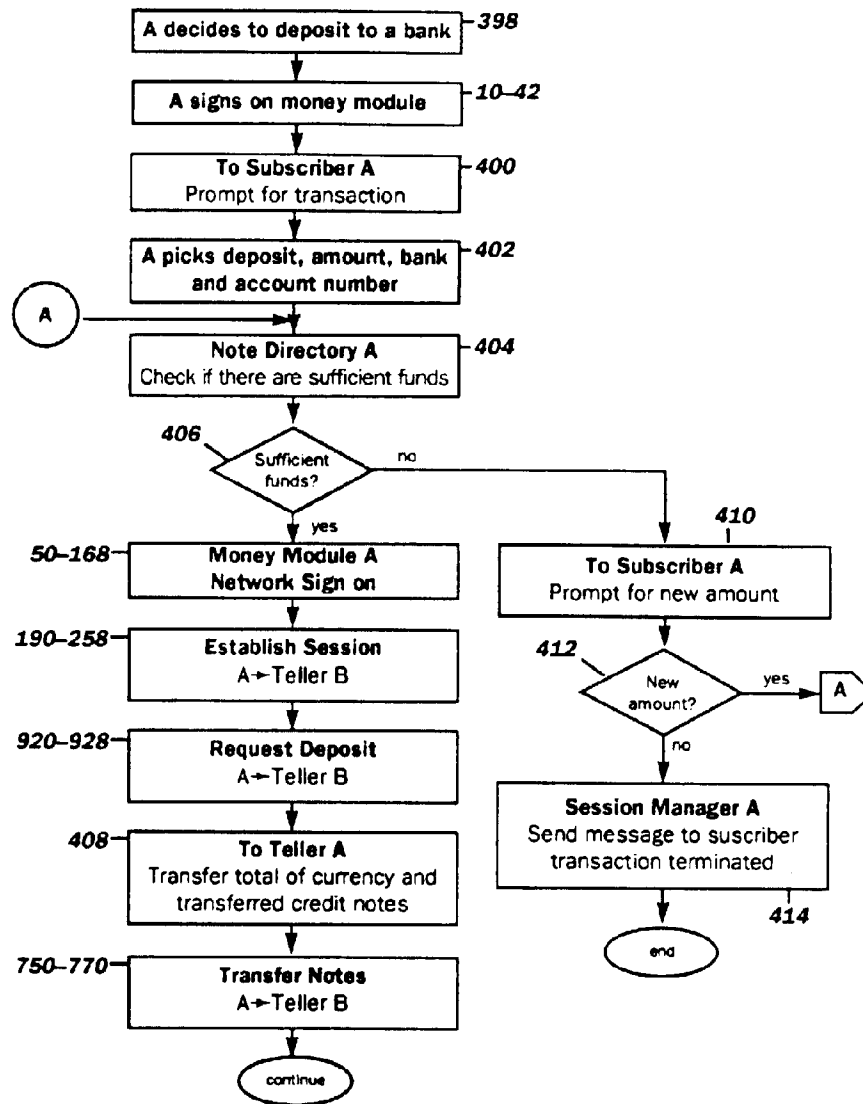 A decides to deposit to a bank
398
A signs on money module
10–42
To Subscriber A
Prompt for transaction
400
A picks deposit, amount, bank
and account number
402
A
Note Directory A
Check if there are sufficient funds
404
406
Sufficient
funds?
no
yes
50–168
Money Module A
Network Sign on
410
To Subscriber A
Prompt for new amount
190–258
Establish Session
A→Teller B
412
New
amount?
yes
A
no
920–928
Request Deposit
A→Teller B
Session Manager A
Send message to suscriber
transaction terminated
414
end
408
To Teller A
Transfer total of currency and
transferred credit notes
750–770
Transfer Notes
A→Teller B
continue